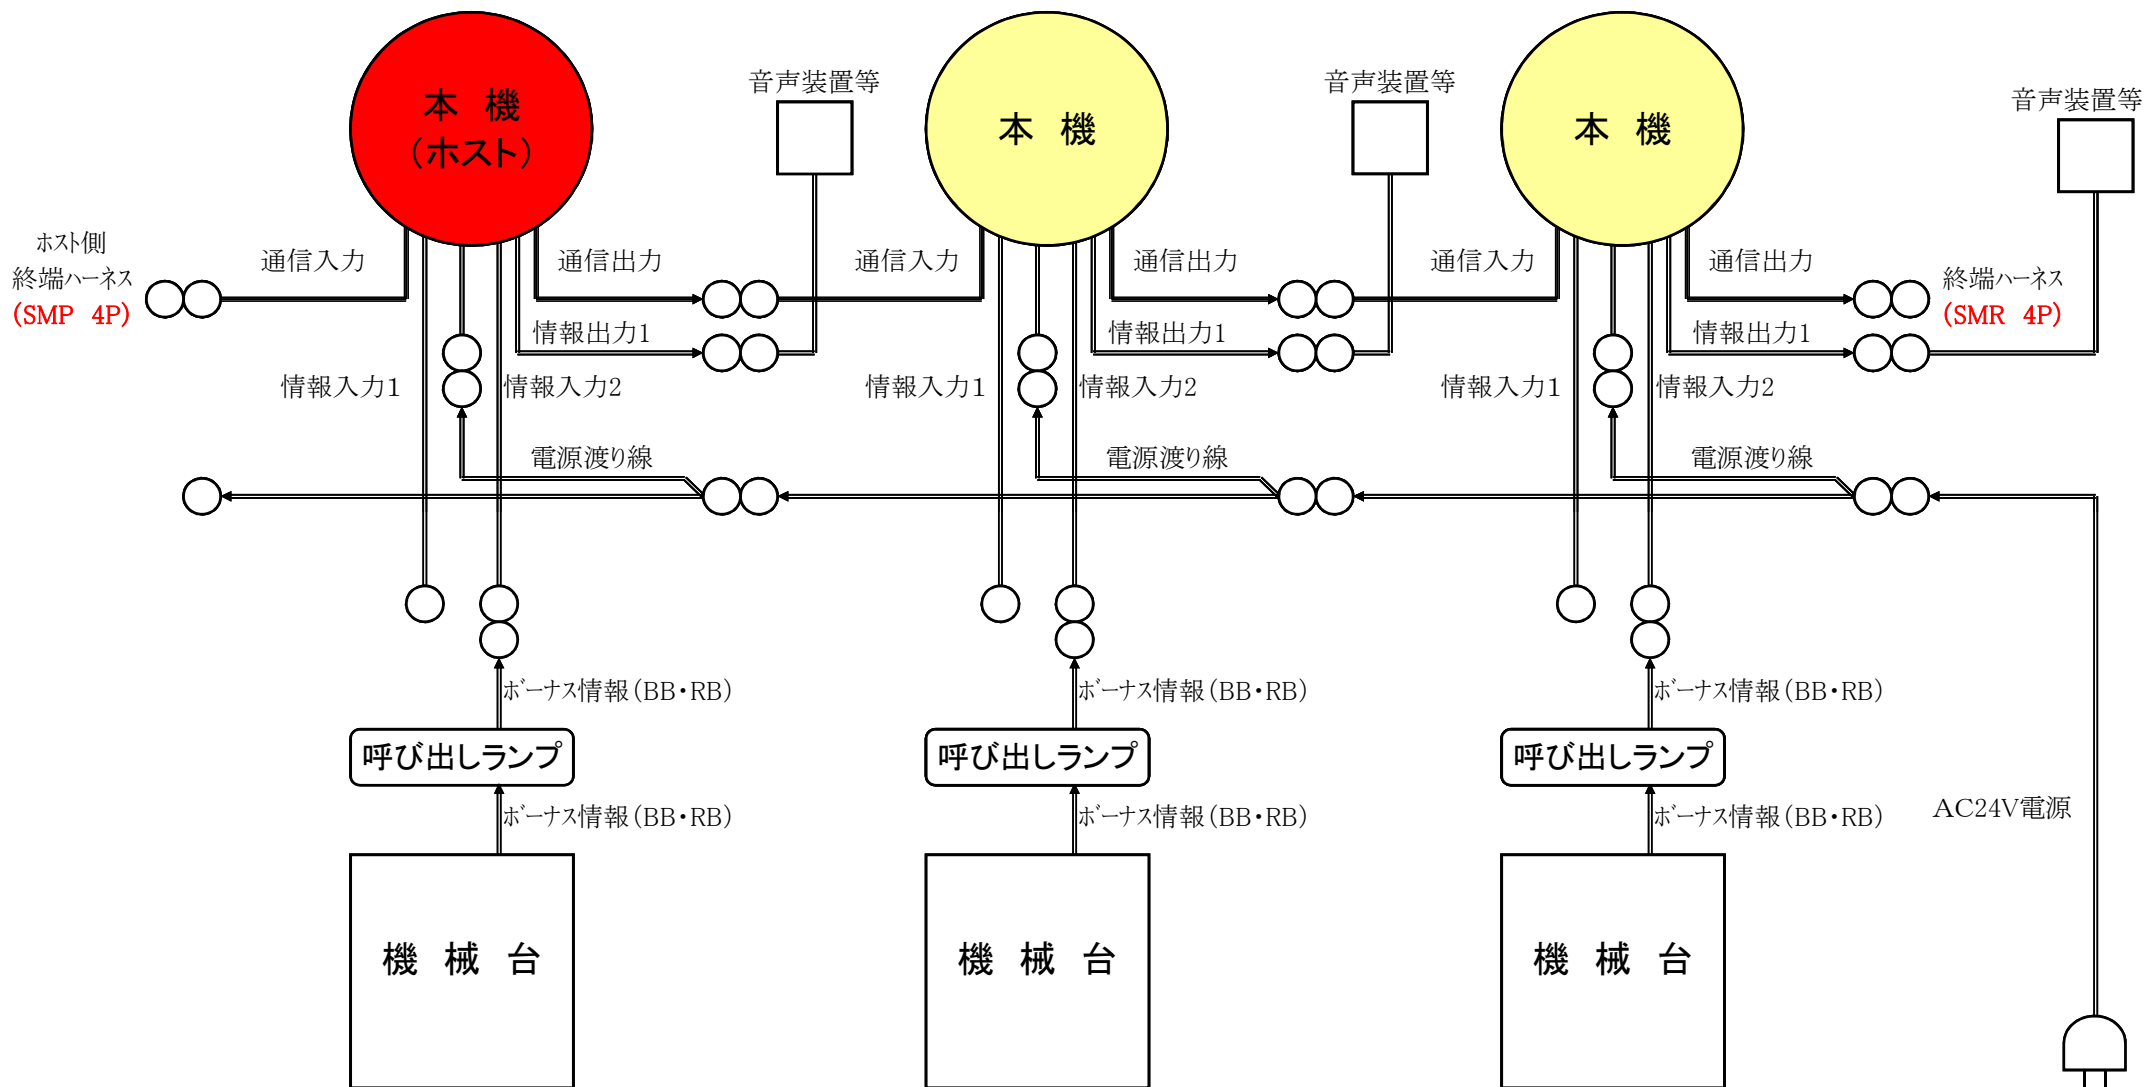 本 機
（ホスト）
音声装置等
本 機
音声装置等
本 機
音声装置等
ホスト側
終端ハーネス
(SMP 4P)
通信入力
通信出力
通信入力
通信出力
通信入力
通信出力
終端ハーネス
(SMR 4P)
情報出力1
情報出力1
情報出力1
情報入力1
情報入力2
情報入力1
情報入力2
情報入力1
情報入力2
電源渡り線
電源渡り線
電源渡り線
ボーナス情報(BB・RB)
ボーナス情報(BB・RB)
ボーナス情報(BB・RB)
呼び出しランプ
呼び出しランプ
呼び出しランプ
ボーナス情報(BB・RB)
ボーナス情報(BB・RB)
ボーナス情報(BB・RB)
AC24V電源
機 械 台
機 械 台
機 械 台